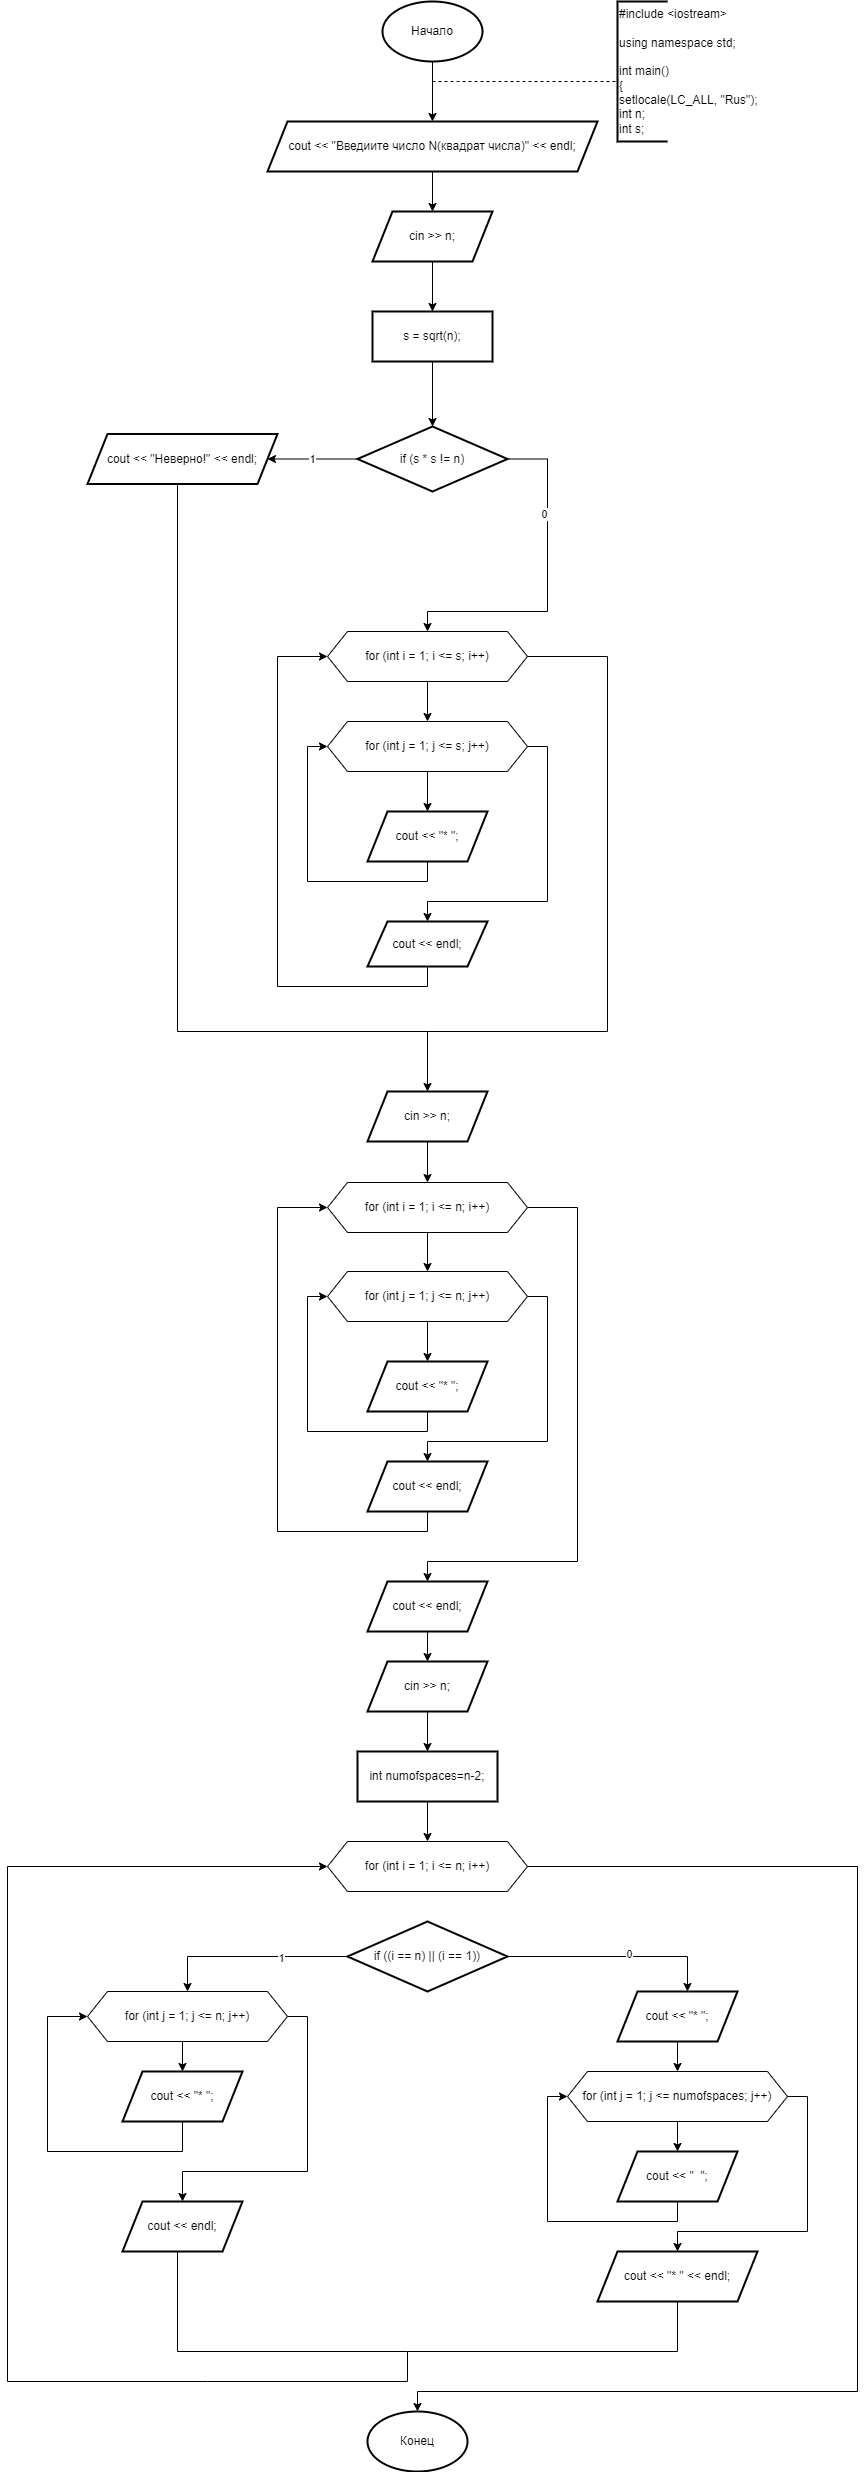 Начало
#include <iostream>
using namespace std;
int main()
{
setlocale(LC_ALL, "Rus");
int n;
int s;
cout << "Введиите число N(квадрат числа)" << endl;
cin >> n;
s = sqrt(n);
if (s * s != n)
1
cout << "Неверно!" << endl;
0
for (int i = 1; i <= s; i++)
for (int j = 1; j <= s; j++)
cout << "* ";
cout << endl;
cin >> n;
for (int i = 1; i <= n; i++)
for (int j = 1; j <= n; j++)
cout << "* ";
cout << endl;
cout << endl;
cin >> n;
int numofspaces=n-2;
for (int i = 1; i <= n; i++)
if ((i == n) || (i == 1))
1
0
for (int j = 1; j <= n; j++)
cout << "* ";
cout << "* ";
for (int j = 1; j <= numofspaces; j++)
cout << "* ";
cout << "  ";
cout << endl;
cout << "* " << endl;
Конец